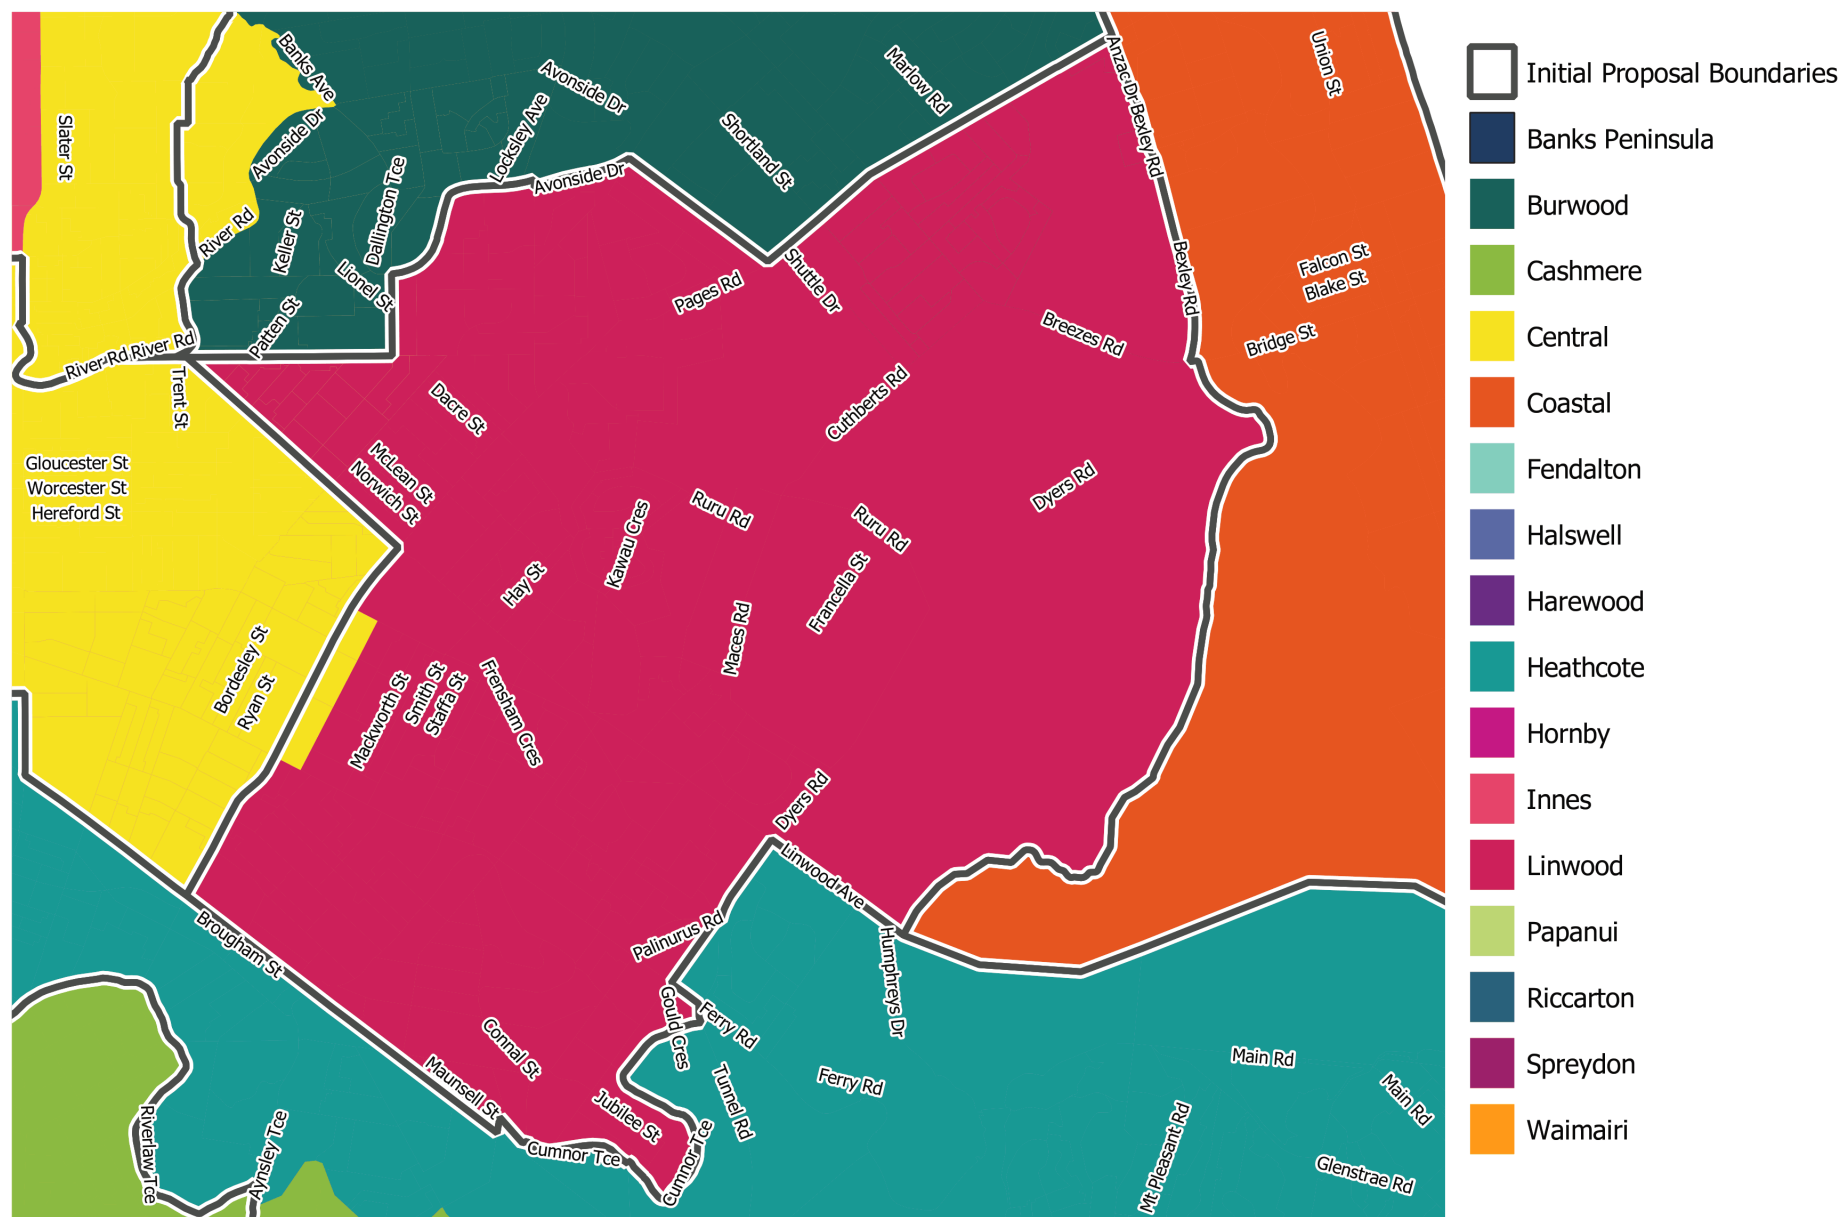 Slater St
Banks Ave
Avonside Dr
Avonside Dr
Locksley Ave
Marlow Rd
Shortland St
Anzac Dr
Bexley Rd
Union St
Dallington Tce
Avonside Dr
River Rd
Keller St
Lionel St
Patten St
Pages Rd
Shuttle Dr
Bexley Rd
Falcon St
Blake St
Bridge St
Breezes Rd
River Rd
River Rd
Trent St
Dacre St
Cuthberts Rd
McLean St
Norwich St
Gloucester St
Worcester St
Hereford St
Kawau Cres
Ruru Rd
Ruru Rd
Dyers Rd
Hay St
Francella St
Maces Rd
Bordesley St
Ryan St
Mackworth St
Smith St
Staffa St
Frensham Cres
Dyers Rd
Linwood Ave
Palinurus Rd
Brougham St
Humphreys Dr
Gould Cres
Ferry Rd
Connal St
Maunsell St
Jubilee St
Tunnel Rd
Ferry Rd
Main Rd
Main Rd
Riverlaw Tce
Aynsley Tce
Cumnor Tce
Cumnor Tce
Mt Pleasant Rd
Glenstrae Rd
Initial Proposal Boundaries
Banks Peninsula
Burwood
Cashmere
Central
Coastal
Fendalton
Halswell
Harewood
Heathcote
Hornby
Innes
Linwood
Papanui
Riccarton
Spreydon
Waimairi